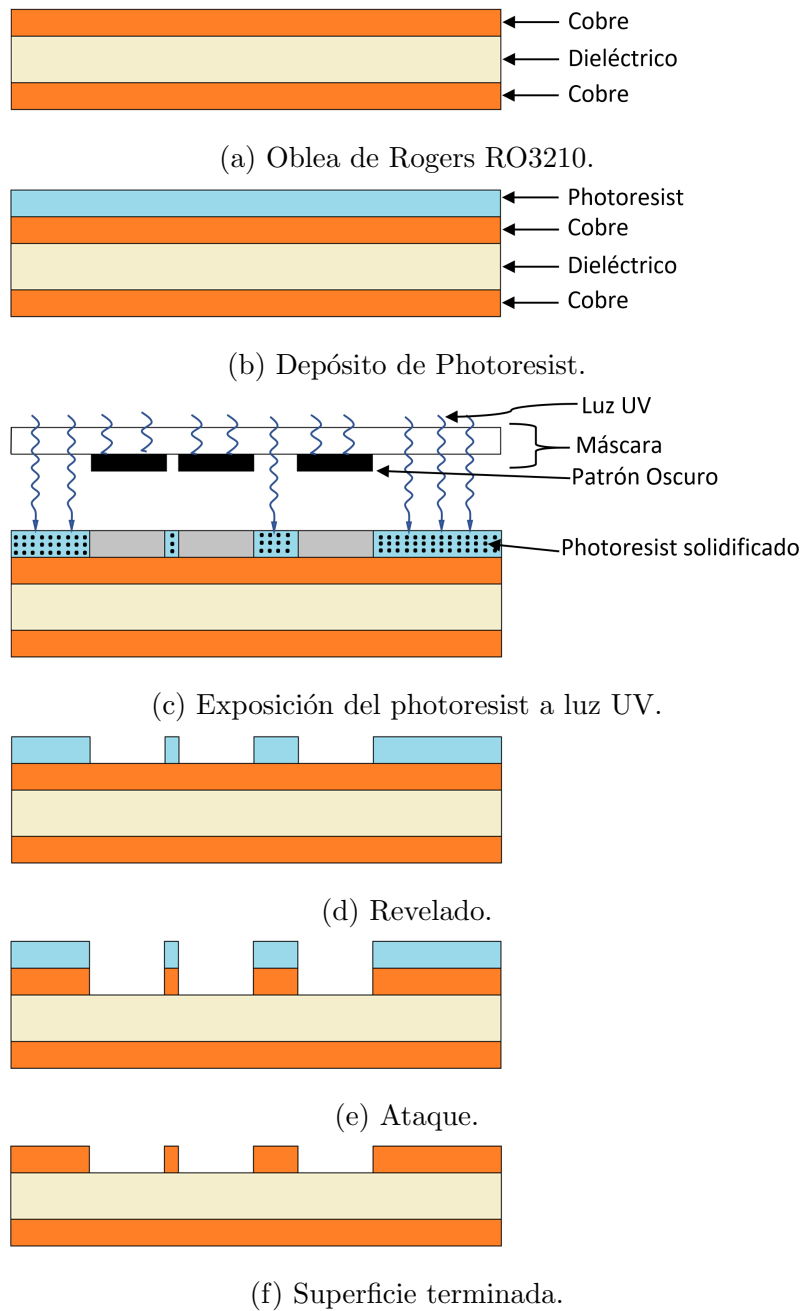 Cobre
Dieléctrico
Cobre
(a) Oblea de Rogers RO3210.
Photoresist
Cobre
Dieléctrico
Cobre
(b) Depósito de Photoresist.
Luz UV
Máscara
Patrón Oscuro
Photoresist solidificado
(c) Exposición del photoresist a luz UV.
(d) Revelado.
(e) Ataque.
(f) Superficie terminada.